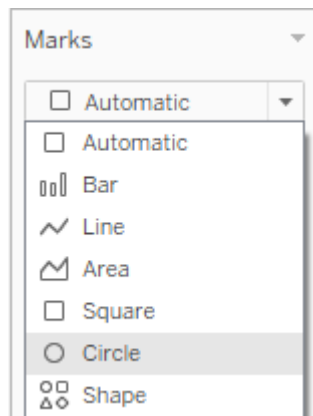 Marks
Automatic
Automatic
Bar
Line
Area
Square
Circle
Shape